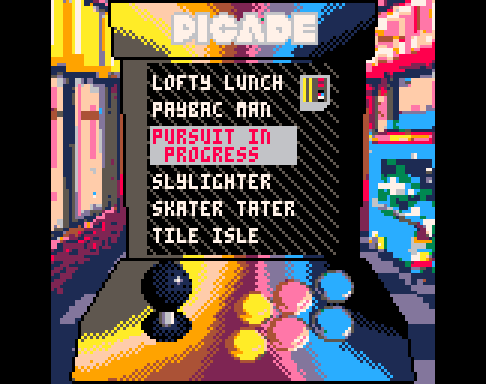 PICADE
LOFTY LUNCH
PAYBAC MAN
PURSUIT IN
PROGRESS
SLYLIGHTER
SKATER TATER
TILE ISLE